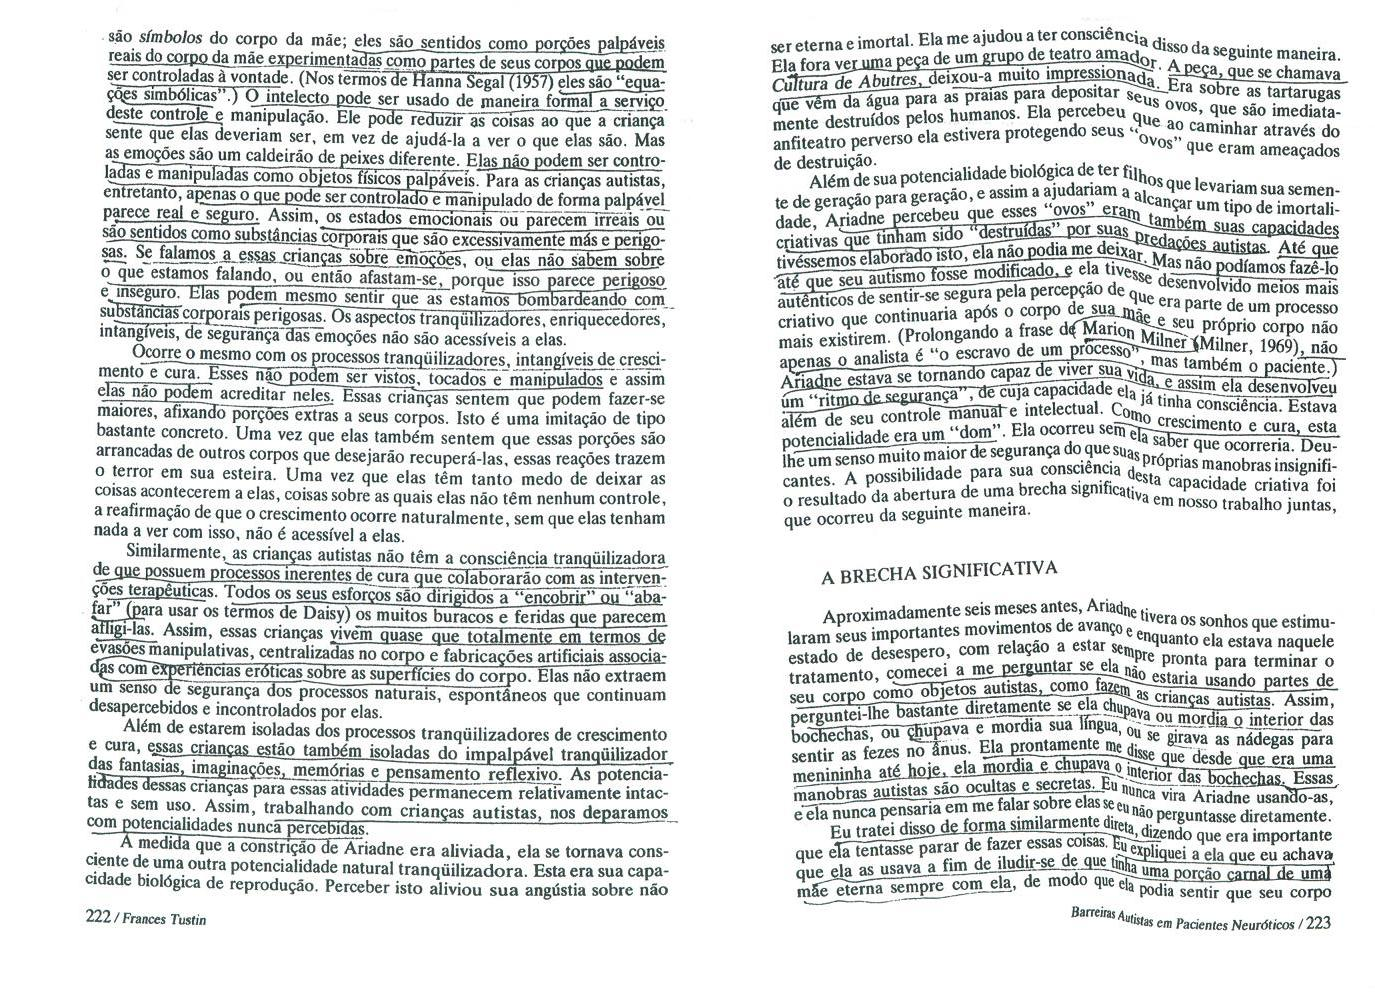 são símbolos do corpo da mãe; eles são sentidos como porções palpáveis
reais do corpo da mãe experimentadas como partes de seus corpos que podem
ser controladas à vontade. (Nos termos de Hanna Segal (1957) eles são “equa-
ções simbólicas”.) O intelecto pode ser usado de maneira formal a serviço
deste controle e manipulação. Ele pode reduzir as coisas ao que a criança
sente que elas deveriam ser, em vez de ajudá-la a ver o que elas são. Mas
as emoções são um caldeirão de peixes diferente. Elas não podem ser contro-
ladas e manipuladas como objetos físicos palpáveis. Para as crianças autistas,
entretanto, apenas o que pode ser controlado e manipulado de forma palpável
parece real e seguro. Assim, os estados emocionais ou parecem irreais ou
são sentidos como substâncias corporais que são excessivamente más e perigo-
sas. Se falamos a essas crianças sobre emoções, ou elas não sabem sobre
o que estamos falando, ou então afastam-se, porque isso parece perigoso
e inseguro. Elas podem mesmo sentir que as estamos bombardeando com
substâncias corporais perigosas. Os aspectos tranqüilizadores, enriquecedores,
intangíveis, de segurança das emoções não são acessíveis a elas.
Ocorre o mesmo com os processos tranqüilizadores, intangíveis de cresci-
mento e cura. Esses não podem ser vistos, tocados e manipulados e assim
elas não podem acreditar neles. Essas crianças sentem que podem fazer-se
maiores, afixando porções extras a seus corpos. Isto é uma imitação de tipo
bastante concreto. Uma vez que elas também sentem que essas porções são
arrancadas de outros corpos que desejarão recuperá-las, essas reações trazem
o terror em sua esteira. Uma vez que elas têm tanto medo de deixar as
coisas acontecerem a elas, coisas sobre as quais elas não têm nenhum controle,
a reafirmação de que o crescimento ocorre naturalmente, sem que elas tenham
nada a ver com isso, não é acessível a elas.
Similarmente, as crianças autistas não têm a consciência tranqüilizadora
de que possuem processos inerentes de cura que colaborarão com as interven-
ções terapêuticas. Todos os seus esforços são dirigidos a “encobrir” ou “aba-
far” (para usar os termos de Daisy) os muitos buracos e feridas que parecem
afligi-las. Assim, essas crianças vivem quase que totalmente em termos de
evasões manipulativas, centralizadas no corpo e fabricações artificiais associa-
das com experiências eróticas sobre as superfícies do corpo. Elas não extraem
um senso de segurança dos processos naturais, espontâneos que continuam
desapercebidos e incontrolados por elas.
Além de estarem isoladas dos processos tranqüilizadores de crescimento
e cura, essas crianças estão também isoladas do impalpável tranqüilizador
das fantasias, imaginações, memórias e pensamento reflexivo. As potencia-
lidades dessas crianças para essas atividades permanecem relativamente intac-
tas e sem uso. Assim, trabalhando com crianças autistas, nos deparamos
com potencialidades nunca percebidas.
À medida que a constrição de Ariadne era aliviada, ela se tornava cons-
ciente de uma outra potencialidade natural tranqüilizadora. Esta era sua capa-
cidade biológica de reprodução. Perceber isto aliviou sua angústia sobre não
222 / Frances Tustin
ser eterna e imortal. Ela me ajudou a ter consciência disso da seguinte maneira.
Ela fora ver uma peça de um grupo de teatro amador. A peça, que se chamava
Cultura de Abutres, deixou-a muito impressionada. Era sobre as tartarugas
que vêm da água para as praias para depositar seus ovos, que são imediata-
mente destruídos pelos humanos. Ela percebeu que ao caminhar através do
anfiteatro perverso ela estivera protegendo seus “ovos” que eram ameaçados
de destruição.
Além de sua potencialidade biológica de ter filhos que levariam sua semen-
te de geração para geração, e assim a ajudariam a alcançar um tipo de imortali-
dade, Ariadne percebeu que esses “ovos” eram também suas capacidades
criativas que tinham sido “destruídas” por suas predações autistas. Até que
tivéssemos elaborado isto, ela não podia me deixar. Mas não podíamos fazê-lo
até que seu autismo fosse modificado, e ela tivesse desenvolvido meios mais
autênticos de sentir-se segura pela percepção de que era parte de um processo
criativo que continuaria após o corpo de sua mãe e seu próprio corpo não
mais existirem. (Prolongando a frase de Marion Milner (Milner, 1969), não
apenas o analista é “o escravo de um processo”, mas também o paciente.)
Ariadne estava se tornando capaz de viver sua vida, e assim ela desenvolveu
um “ritmo de segurança”, de cuja capacidade ela já tinha consciência. Estava
além de seu controle manual e intelectual. Como crescimento e cura, esta
potencialidade era um “dom”. Ela ocorreu sem ela saber que ocorreria. Deu-
lhe um senso muito maior de segurança do que suas próprias manobras insignifi-
cantes. A possibilidade para sua consciência desta capacidade criativa foi
o resultado da abertura de uma brecha significativa em nosso trabalho juntas,
que ocorreu da seguinte maneira.
A BRECHA SIGNIFICATIVA
Aproximadamente seis meses antes, Ariadne tivera os sonhos que estimu-
laram seus importantes movimentos de avanço e enquanto ela estava naquele
estado de desespero, com relação a estar sempre pronta para terminar o
tratamento, comecei a me perguntar se ela não estaria usando partes de
seu corpo como objetos autistas, como fazem as crianças autistas. Assim,
perguntei-lhe bastante diretamente se ela chupava ou mordia o interior das
bochechas, ou chupava e mordia sua língua, ou se girava as nádegas para
sentir as fezes no ânus. Ela prontamente me disse que desde que era uma
menininha até hoje, ela mordia e chupava o interior das bochechas. Essas
manobras autistas são ocultas e secretas. Eu nunca vira Ariadne usando-as,
e ela nunca pensaria em me falar sobre elas se eu não perguntasse diretamente.
Eu tratei disso de forma similarmente direta, dizendo que era importante
que ela tentasse parar de fazer essas coisas. Eu expliquei a ela que eu achava
que ela as usava a fim de iludir-se de que tinha uma porção carnal de uma
mãe eterna sempre com ela, de modo que ela podia sentir que seu corpo
Barreiras Autistas em Pacientes Neuróticos / 223